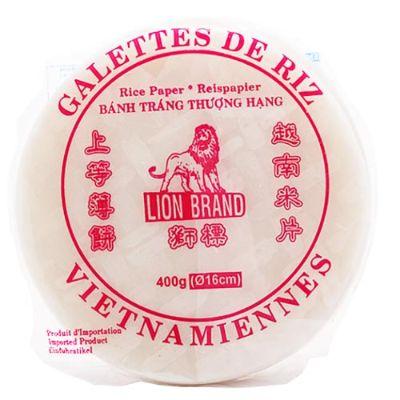 GALETTES DE RIZ
Rice Paper * Reispapier
BÁNH TRÁNG THƯỢNG HẠNG
上等薄餅
越南米片
LION BRAND
獅標
400g (Ø16cm)
VIETNAMIENNES
Produit d'Importation
Imported Product
Einfuhratikel